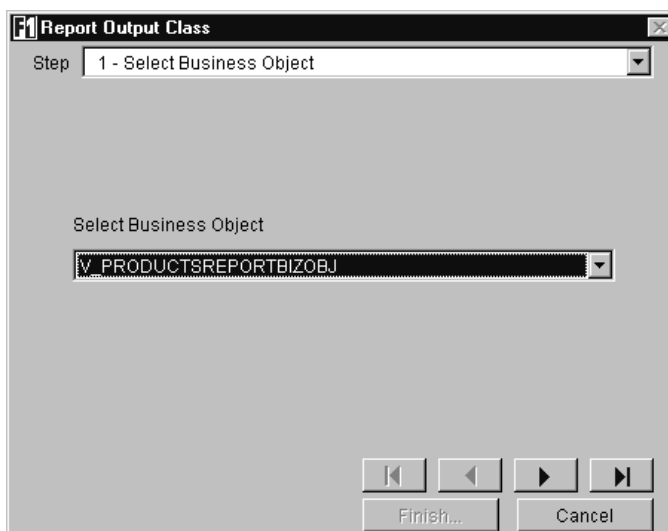 F1 Report Output Class
Step 1 - Select Business Object
Select Business Object
V_PRODUCTSREPORTBIZOBJ
Finish...
Cancel